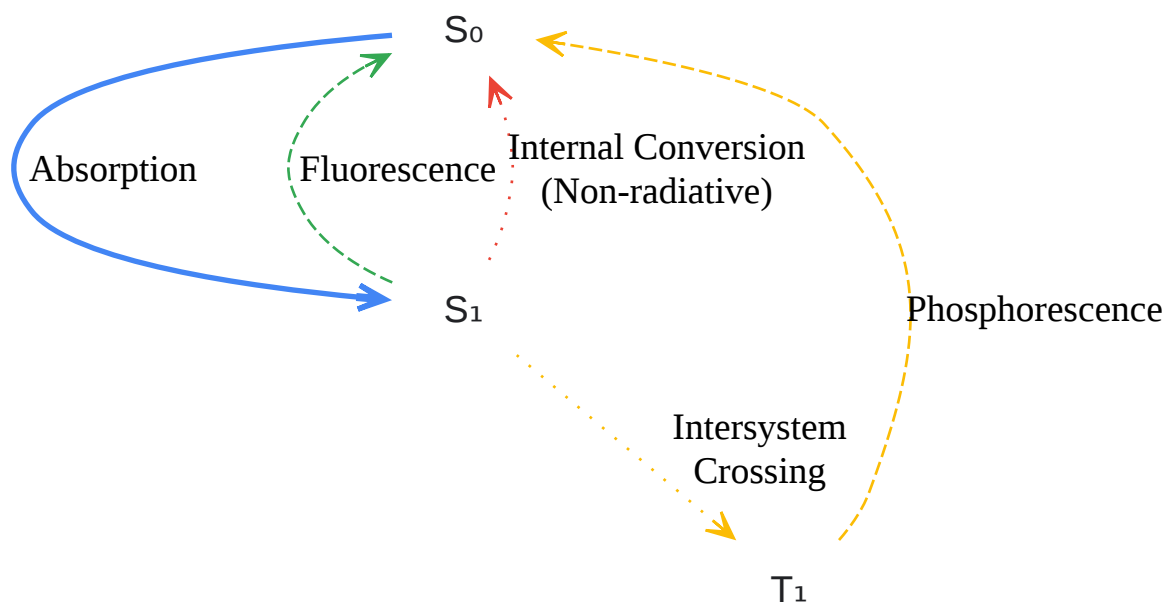 S₀
Absorption
Fluorescence
Internal Conversion
(Non-radiative)
S₁
Phosphorescence
Intersystem
Crossing
T₁